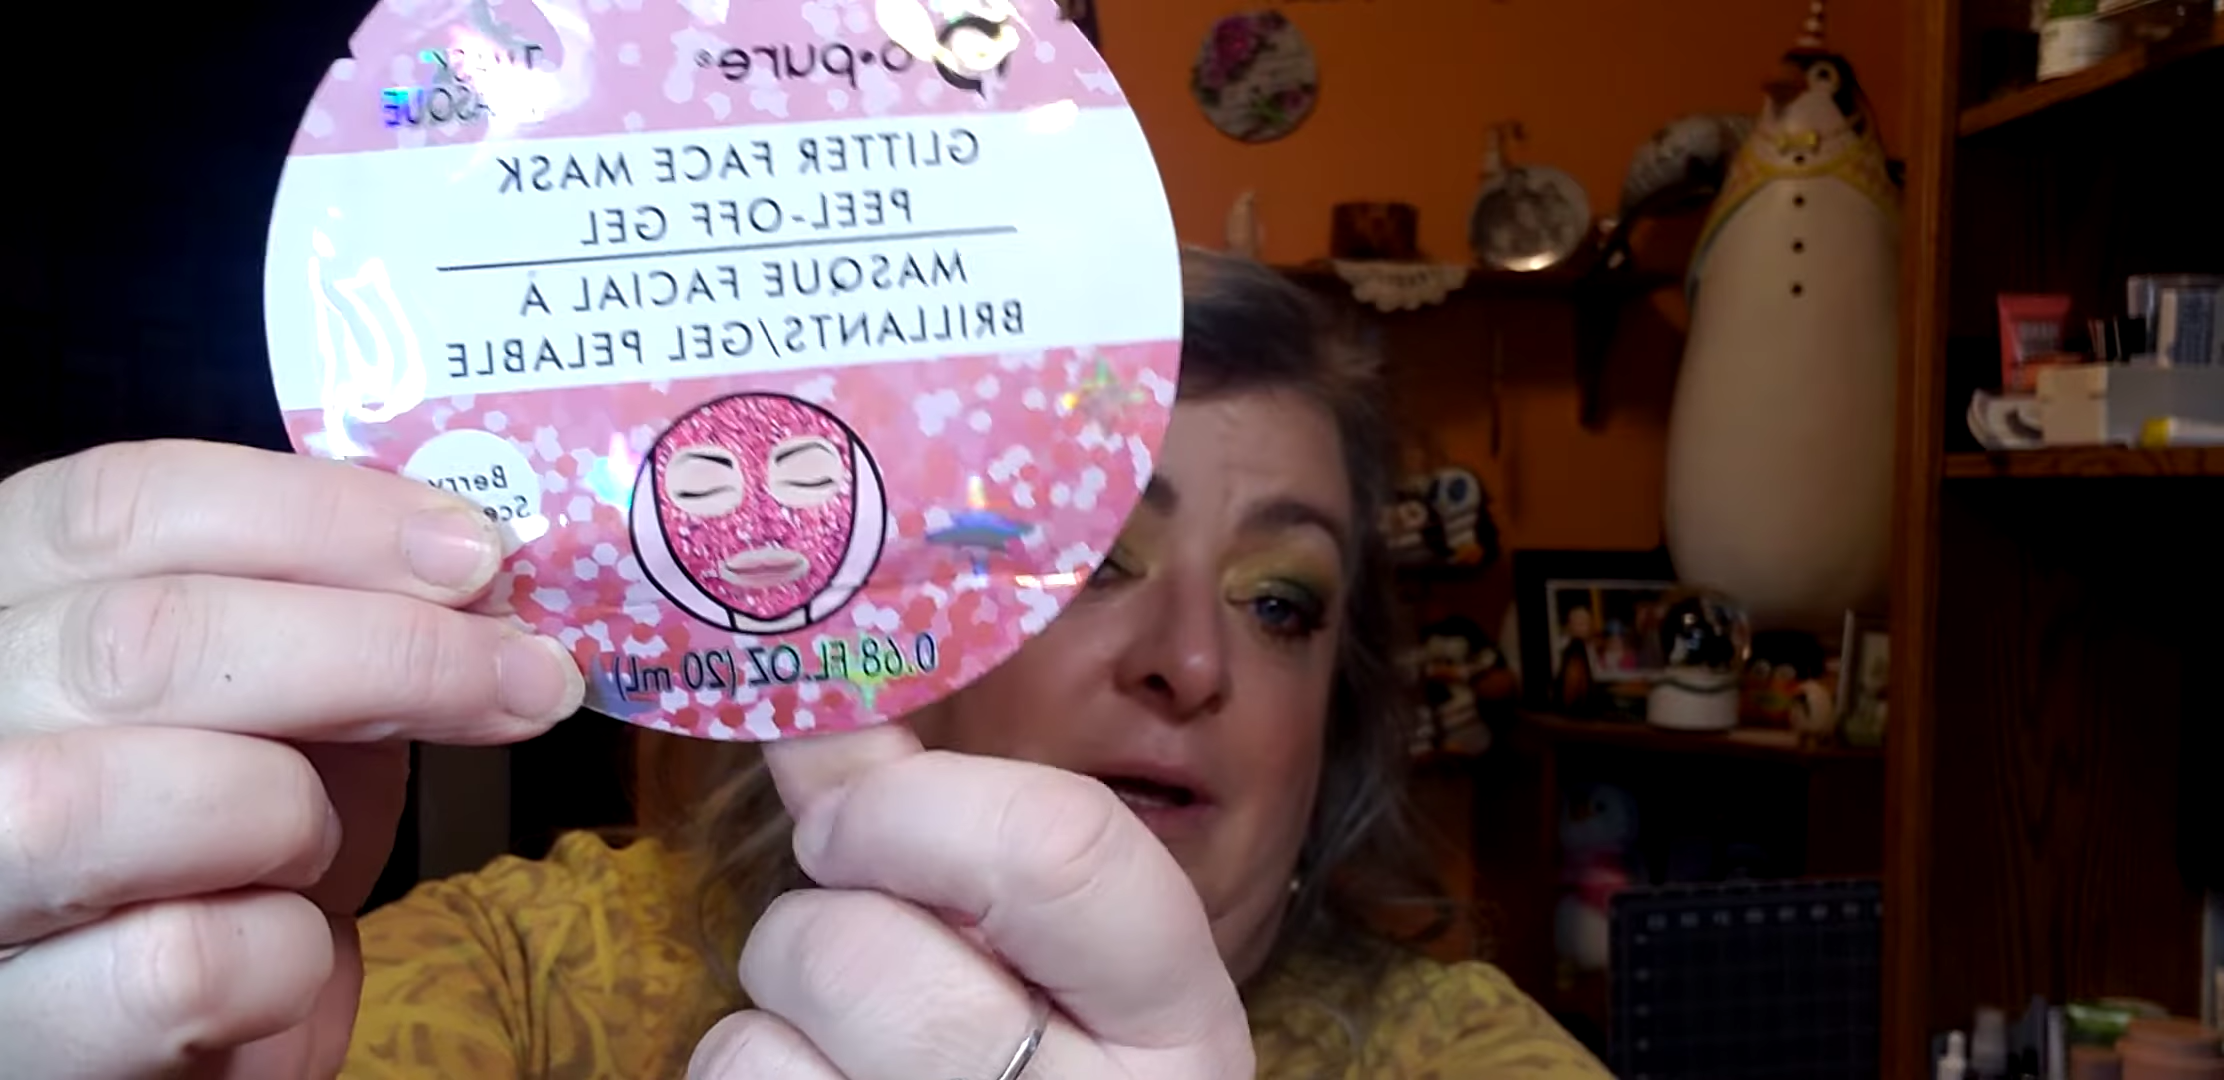 o•pure®
MASQUE
GLITTER FACE MASK
PEEL-OFF GEL
MASQUE FACIAL À
BRILLANTS/GEL PELABLE
Berry
0.68 FL.OZ (20 mL)